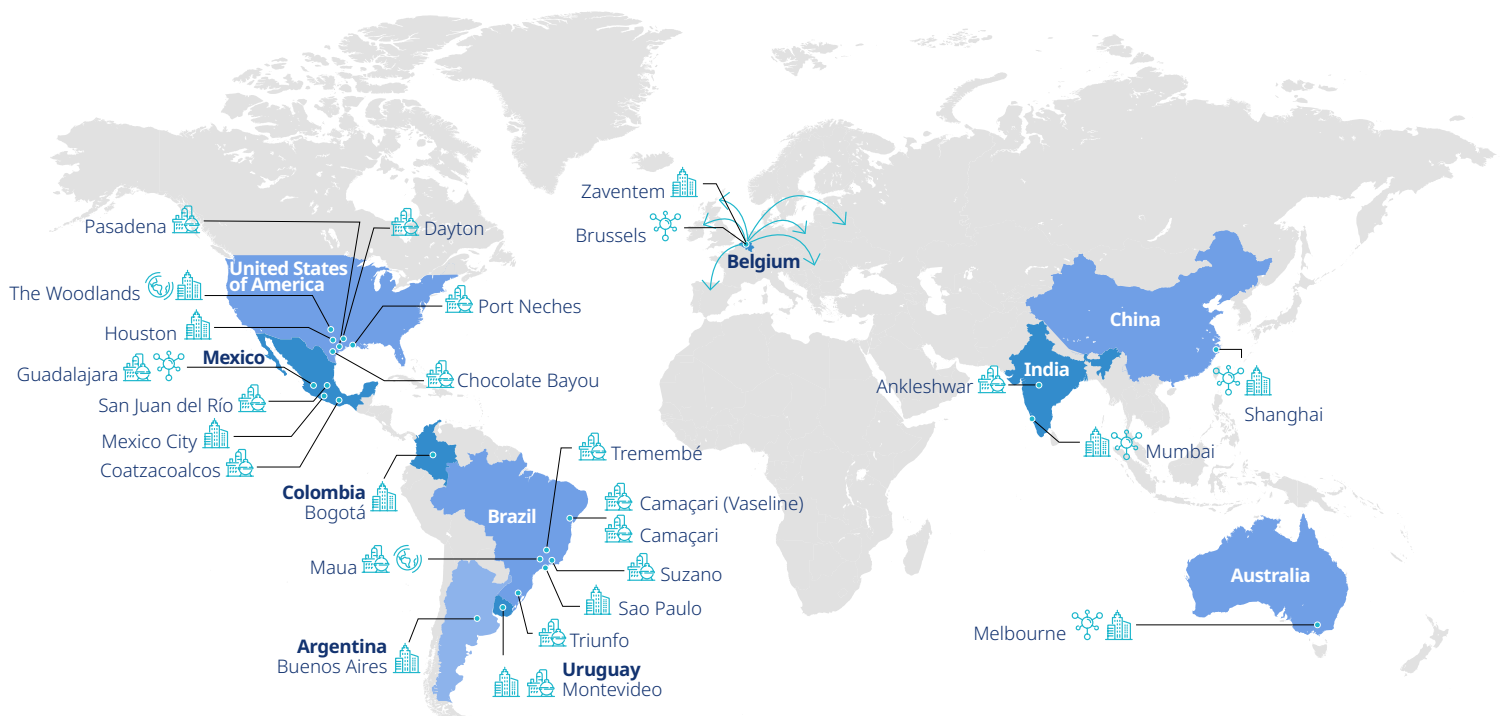 Pasadena
Dayton
United States
of America
The Woodlands
Port Neches
Houston
Mexico
Guadalajara
Chocolate Bayou
San Juan del Río
Mexico City
Coatzacoalcos
Colombia
Bogotá
Brazil
Tremembé
Camaçari (Vaseline)
Camaçari
Maua
Suzano
Sao Paulo
Triunfo
Argentina
Buenos Aires
Uruguay
Montevideo
Zaventem
Brussels
Belgium
China
India
Ankleshwar
Shanghai
Mumbai
Australia
Melbourne